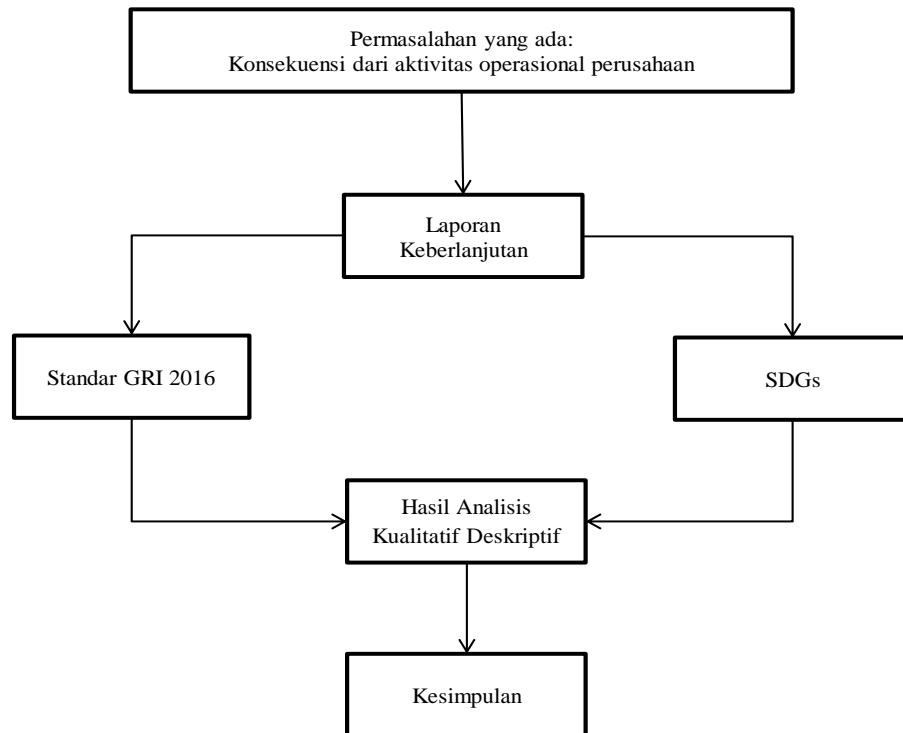 Permasalahan yang ada:
Konsekuensi dari aktivitas operasional perusahaan
Laporan
Keberlanjutan
Standar GRI 2016
SDGs
Hasil Analisis
Kualitatif Deskriptif
Kesimpulan